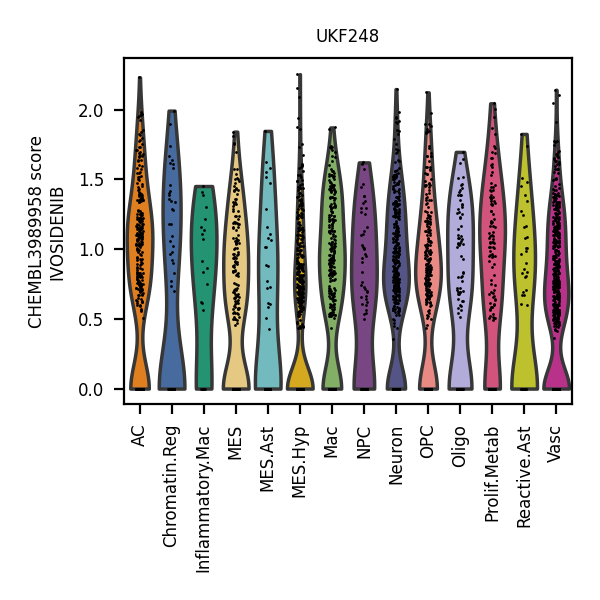 UKF248
CHEMBL3989958 score
IVOSIDENIB
2.0
1.5
1.0
0.5
0.0
AC
Chromatin.Reg
Inflammatory.Mac
MES
MES.Ast
MES.Hyp
Mac
NPC
Neuron
OPC
Oligo
Prolif.Metab
Reactive.Ast
Vasc